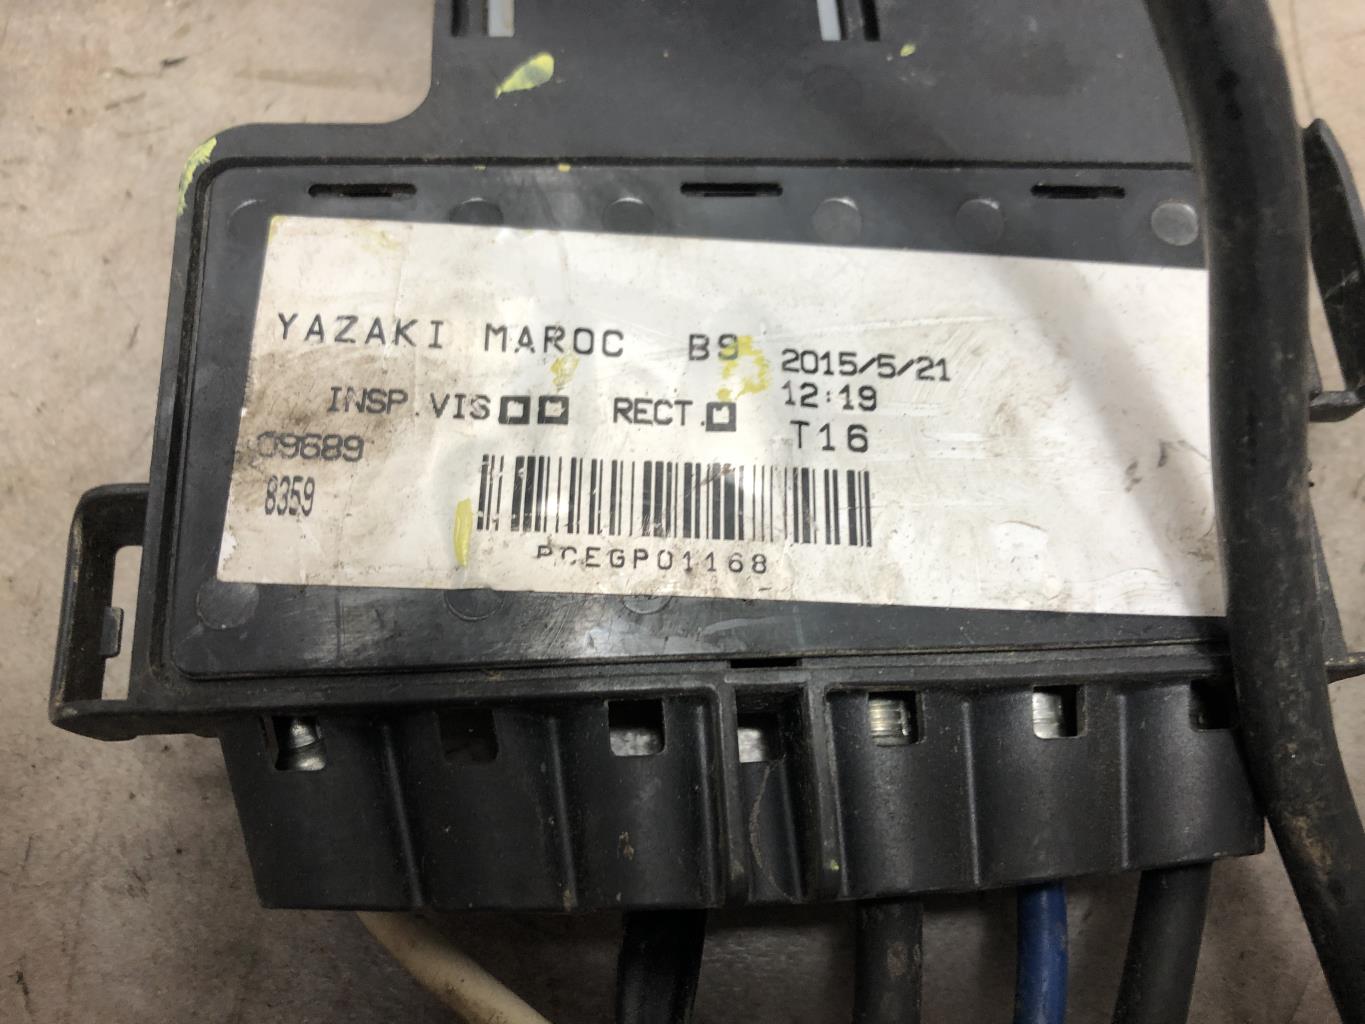 YAZAKI MAROC B9 2015/5/21
12:19
INSP.VIS RECT. T16
09689
8359
PCEGP01168